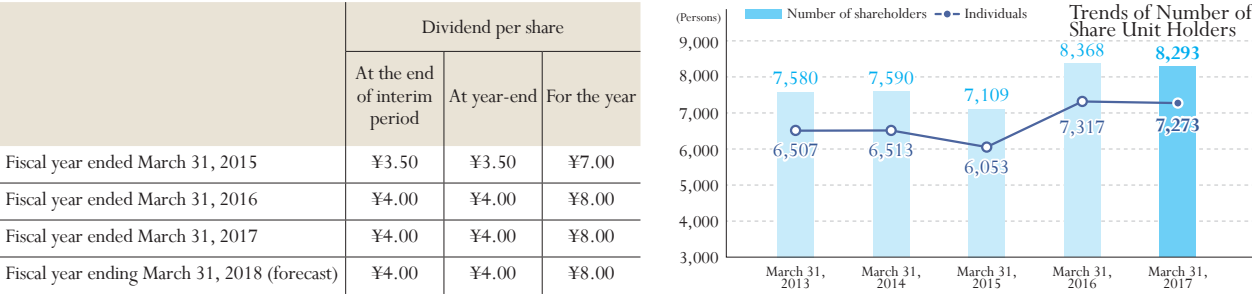 Dividend per share
At the end
of interim
period
At year-end
For the year
Fiscal year ended March 31, 2015 ¥3.50 ¥3.50 ¥7.00
Fiscal year ended March 31, 2016 ¥4.00 ¥4.00 ¥8.00
Fiscal year ended March 31, 2017 ¥4.00 ¥4.00 ¥8.00
Fiscal year ending March 31, 2018 (forecast) ¥4.00 ¥4.00 ¥8.00
Trends of Number of
Share Unit Holders
(Persons)
Number of shareholders
Individuals
9,000
8,000
7,000
6,000
5,000
4,000
3,000
7,580
7,590
7,109
8,368
8,293
6,507
6,513
6,053
7,317
7,273
March 31,
2013
March 31,
2014
March 31,
2015
March 31,
2016
March 31,
2017